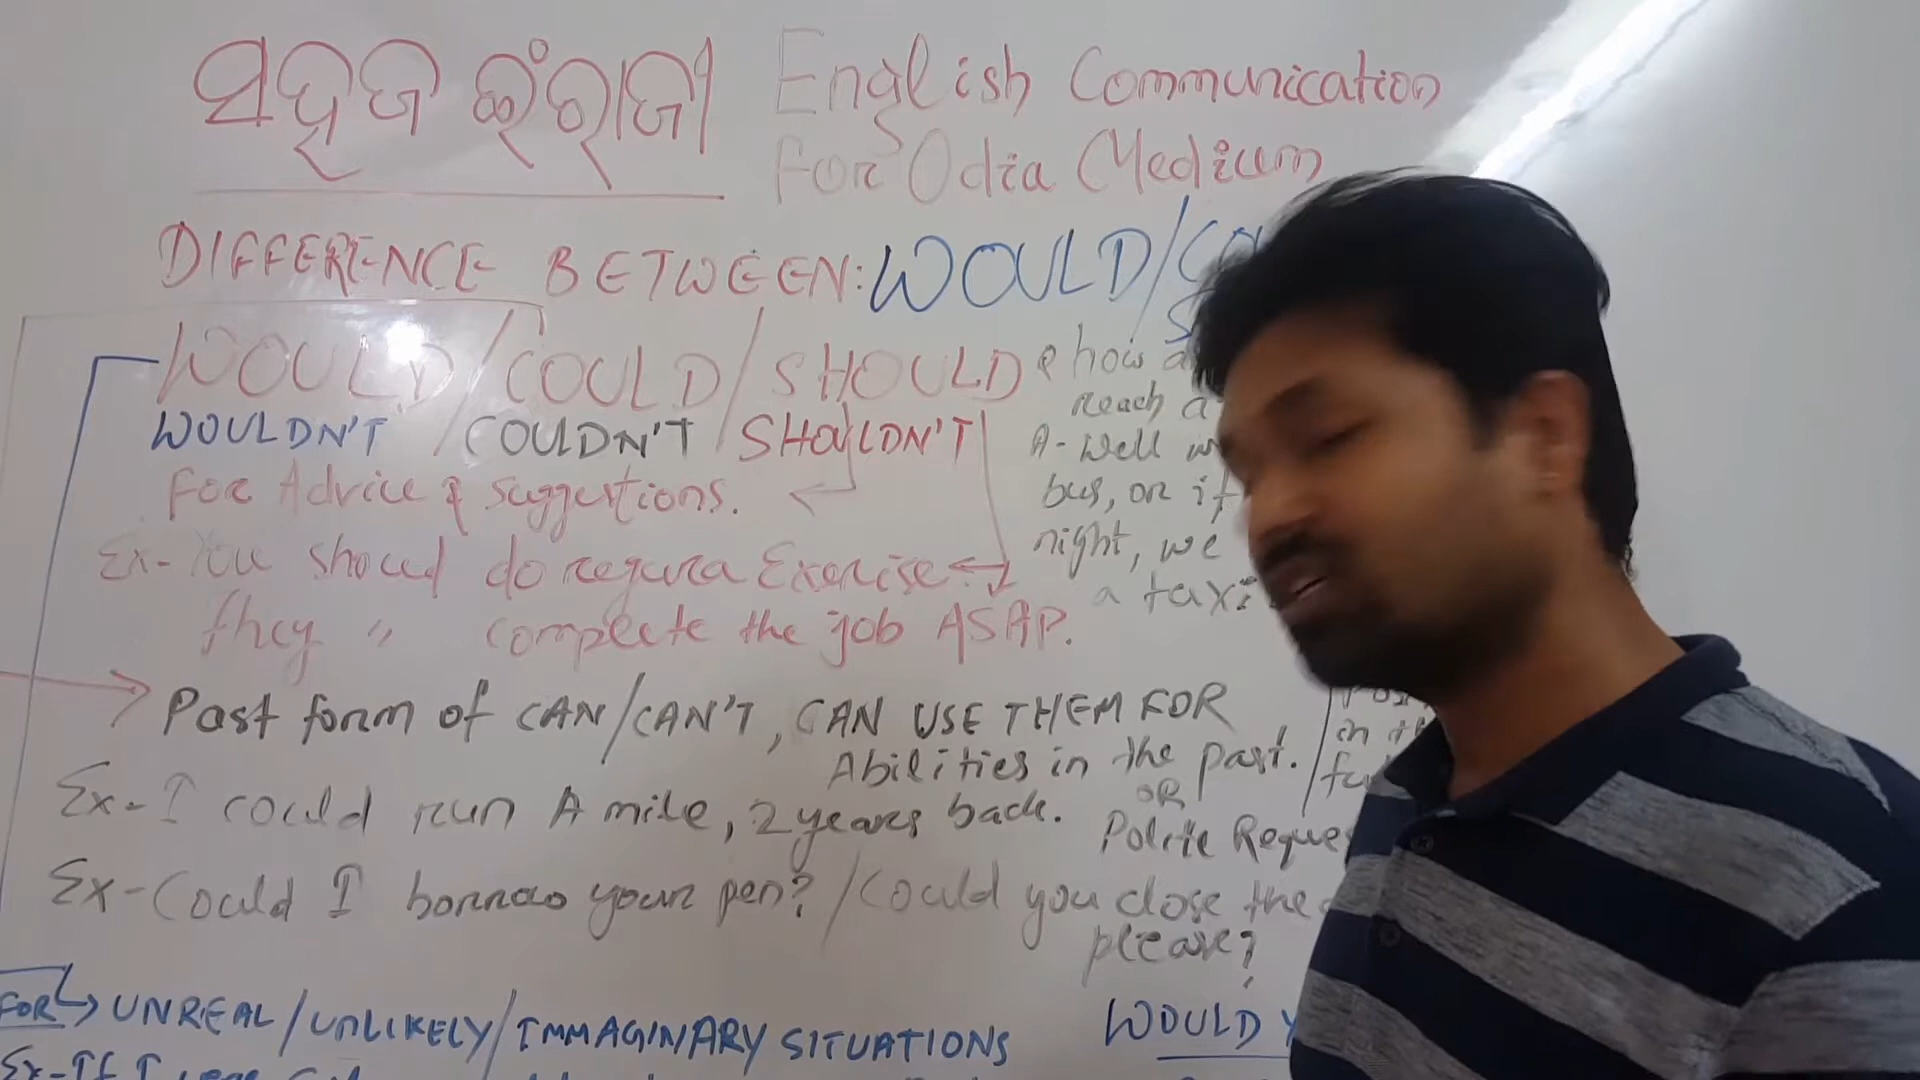 ସହଜ ଇଂରାଜୀ
English Communication
for Odia Medium
DIFFERENCE BETWEEN: WOULD/
WOULD/COULD/SHOULD
WOULDN'T / COULDN'T / SHOULDN'T
For Advice & suggestions.
Ex-You should do regura Exercise
they " complete the job ASAP.
how
reach a
A-Well
bus, or if
night, we
a taxi
Past form of CAN/CAN'T, CAN USE THEM FOR
Abilities in the past.
OR
Ex-I could run A mile, 2 years back.
Polite
Ex-Could I borrow your pen? / Could you close the
please?
FOR → UNREAL/UNLIKELY/IMMAGINARY SITUATIONS
WOULD Y
Ex-If I